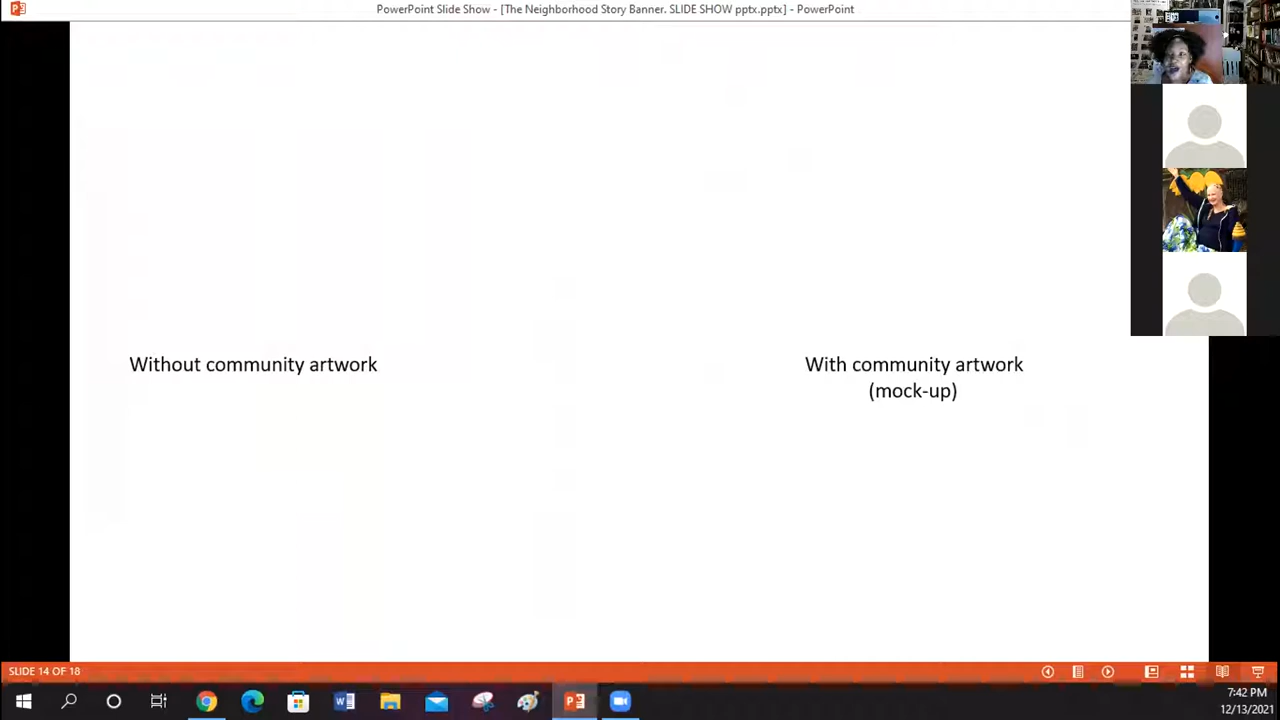 PowerPoint Slide Show - [The Neighborhood Story Banner. SLIDE SHOW pptx.pptx] - PowerPoint
Without community artwork
With community artwork
(mock-up)
SLIDE 14 OF 18
7:42 PM
12/13/2021